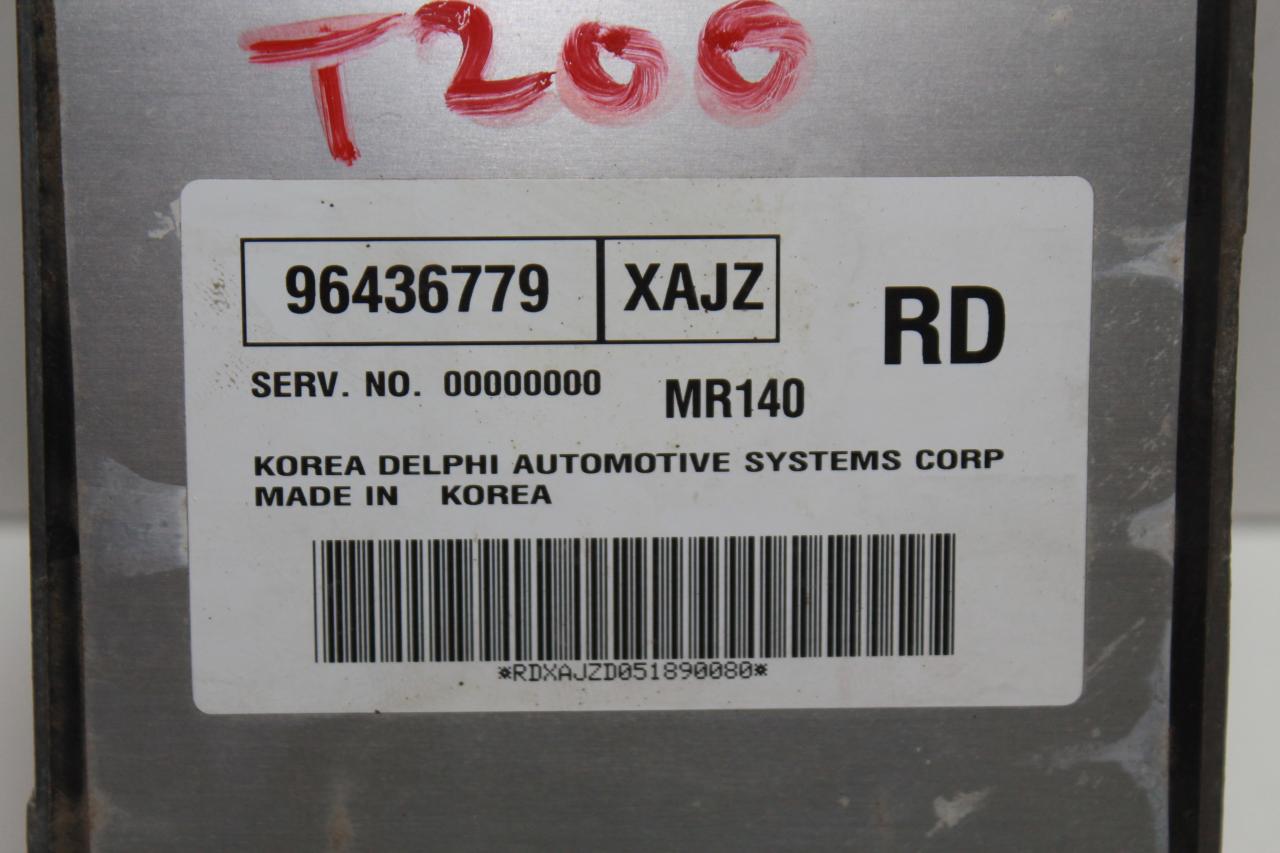 T200
96436779 XAJZ
RD
SERV. NO. 00000000 MR140
KOREA DELPHI AUTOMOTIVE SYSTEMS CORP
MADE IN KOREA
*RDXAJZD051890080*